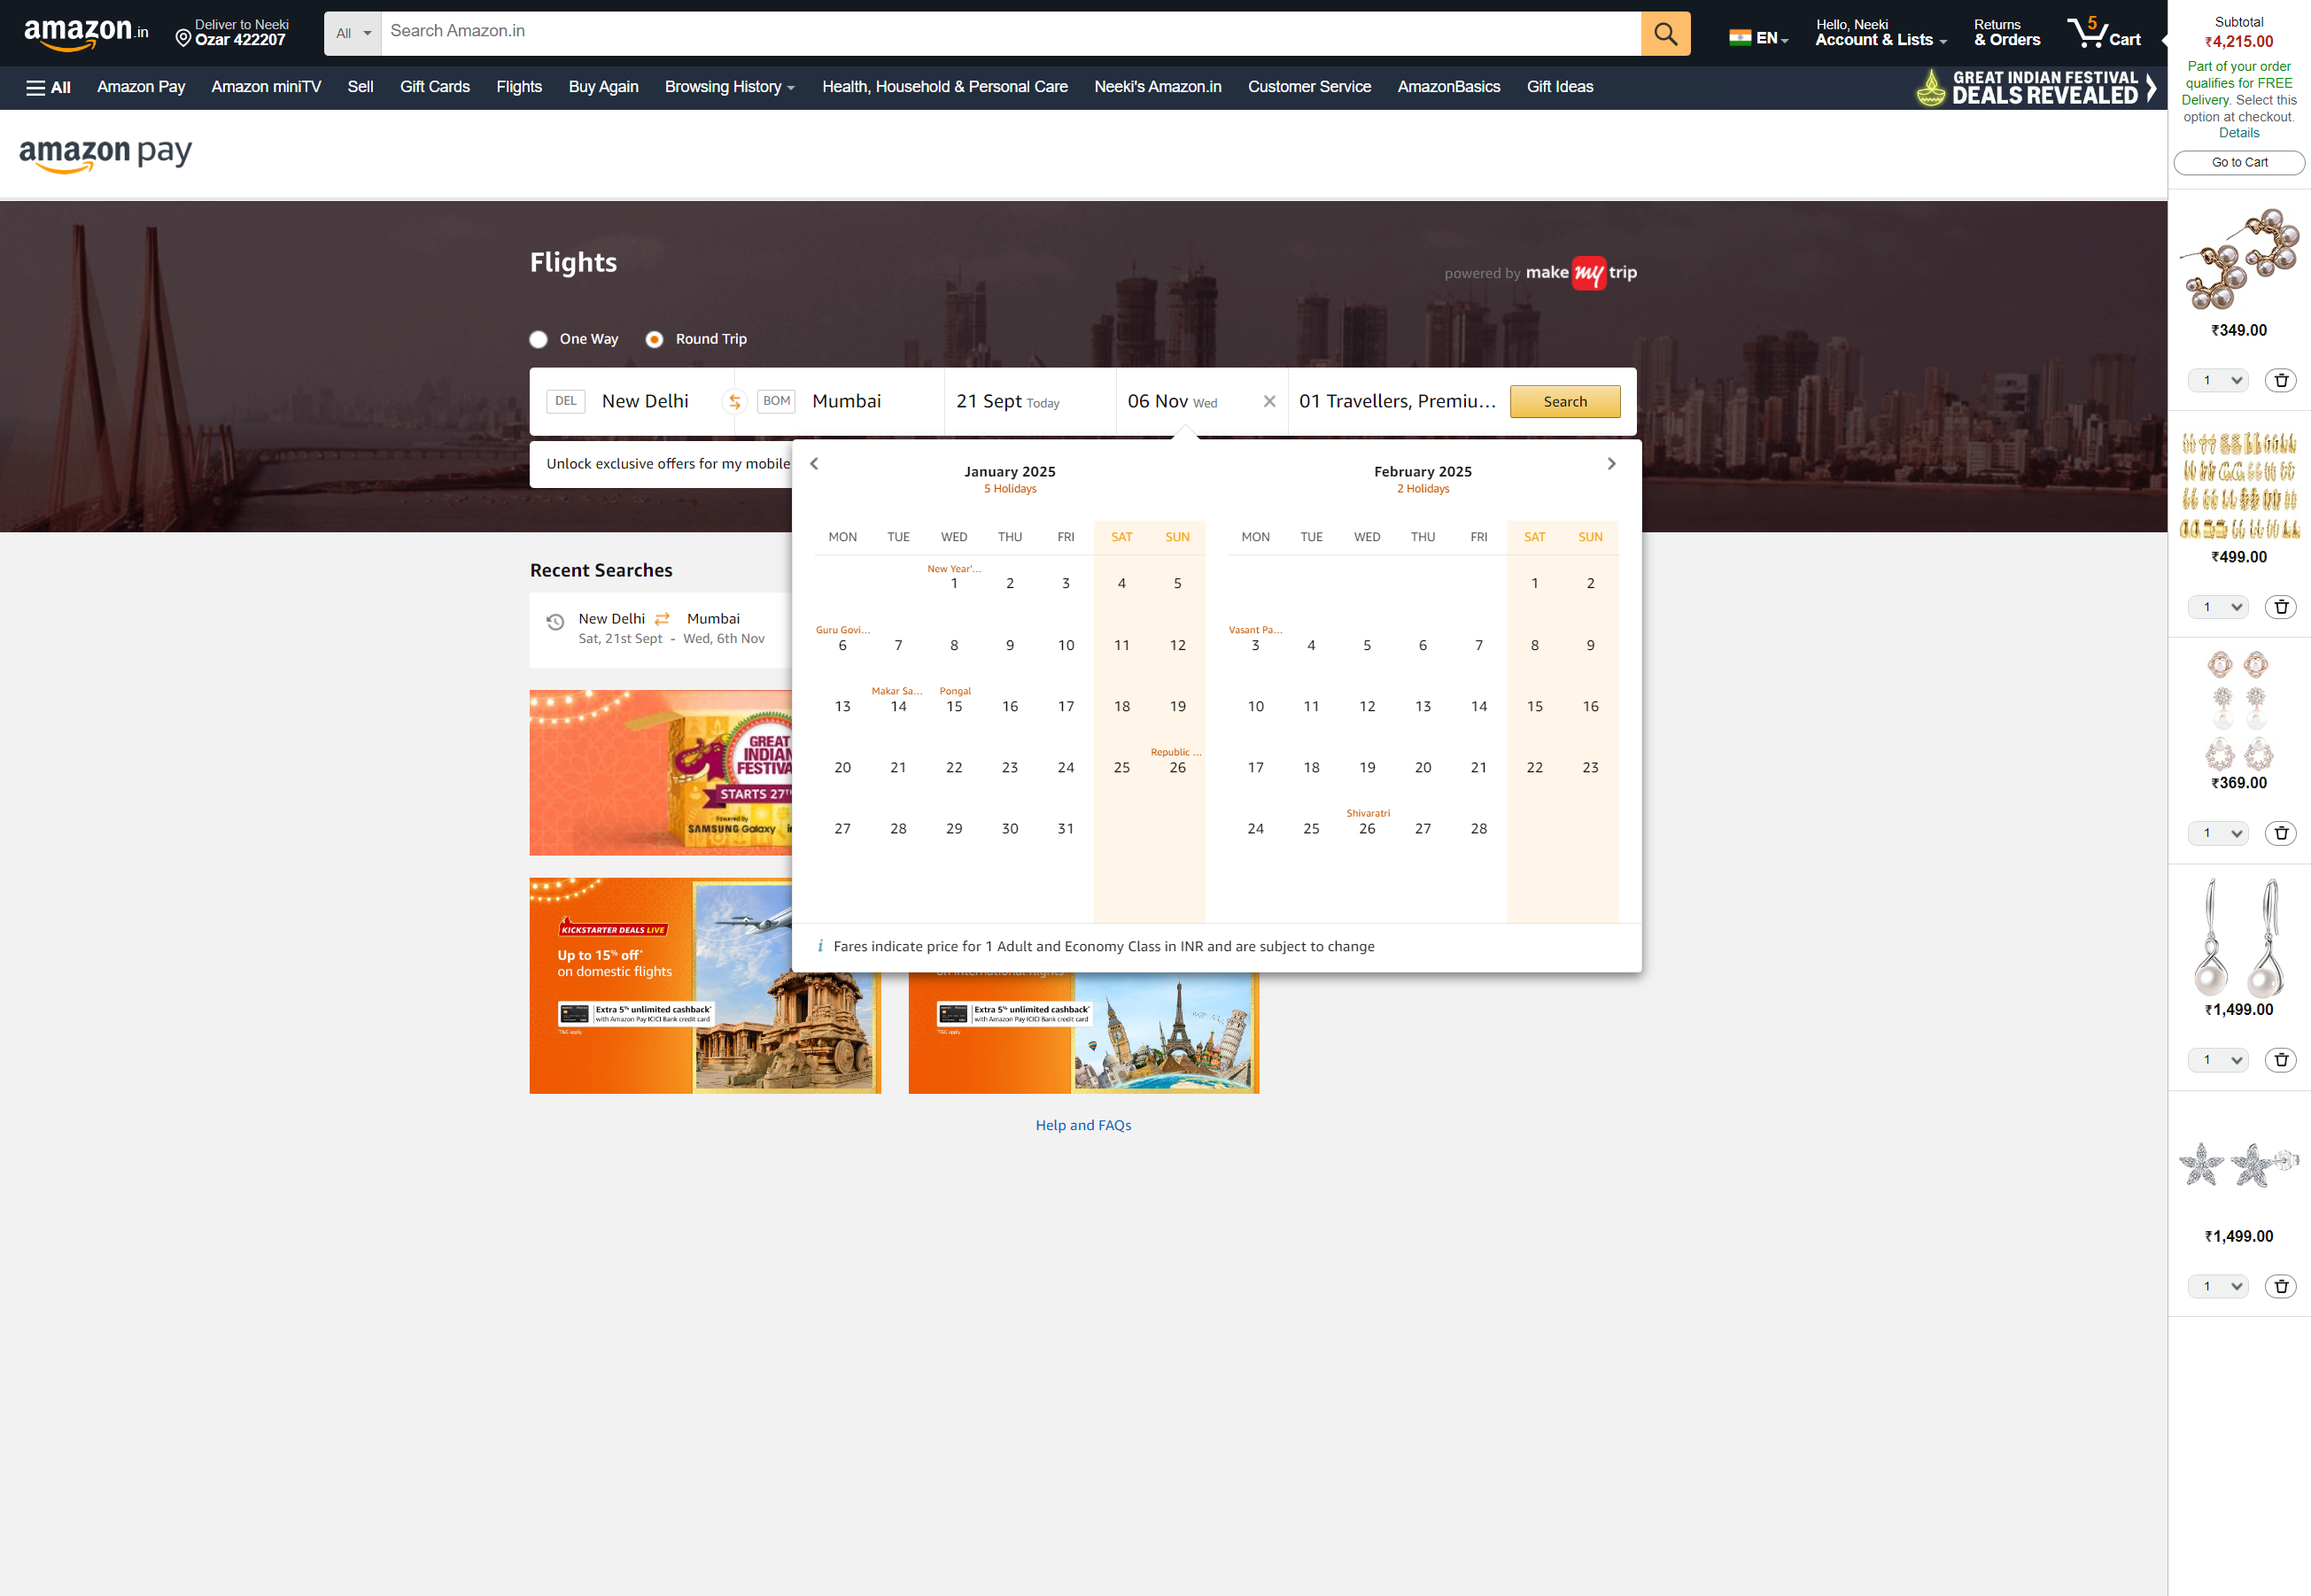 amazon.in
Deliver to Neeki
Ozar 422207
All
Search Amazon.in
EN
Hello, Neeki
Account & Lists
Returns
& Orders
5
Cart
All
Amazon Pay
Amazon miniTV
Sell
Gift Cards
Flights
Buy Again
Browsing History
Health, Household & Personal Care
Neeki's Amazon.in
Customer Service
AmazonBasics
Gift Ideas
GREAT INDIAN FESTIVAL
DEALS REVEALED
Subtotal
₹4,215.00
Part of your order
qualifies for FREE
Delivery. Select this
option at checkout.
Details
Go to Cart
amazon pay
Flights
powered by make my trip
One Way
Round Trip
DEL New Delhi
BOM Mumbai
21 Sept Today
06 Nov Wed
01 Travellers, Premiu...
Search
Unlock exclusive offers for my mobile
January 2025
5 Holidays
MON TUE WED THU FRI SAT SUN
New Year'...
1 2 3 4 5
Guru Govi...
6 7 8 9 10 11 12
Makar Sa... Pongal
13 14 15 16 17 18 19
Republic ...
20 21 22 23 24 25 26
27 28 29 30 31
February 2025
2 Holidays
MON TUE WED THU FRI SAT SUN
1 2
Vasant Pa...
3 4 5 6 7 8 9
10 11 12 13 14 15 16
17 18 19 20 21 22 23
Shivaratri
24 25 26 27 28
i Fares indicate price for 1 Adult and Economy Class in INR and are subject to change
Recent Searches
New Delhi Mumbai
Sat, 21st Sept - Wed, 6th Nov
GREAT
INDIAN
FESTIVA
STARTS 27TH
Powered by
SAMSUNG Galaxy
KICKSTARTER DEALS LIVE
Up to 15% off*
on domestic flights
Extra 5% unlimited cashback*
with Amazon Pay ICICI Bank credit card
*T&C apply
on international flights
Extra 5% unlimited cashback*
with Amazon Pay ICICI Bank credit card
*T&C apply
Help and FAQs
₹349.00
1
₹499.00
1
₹369.00
1
₹1,499.00
1
₹1,499.00
1